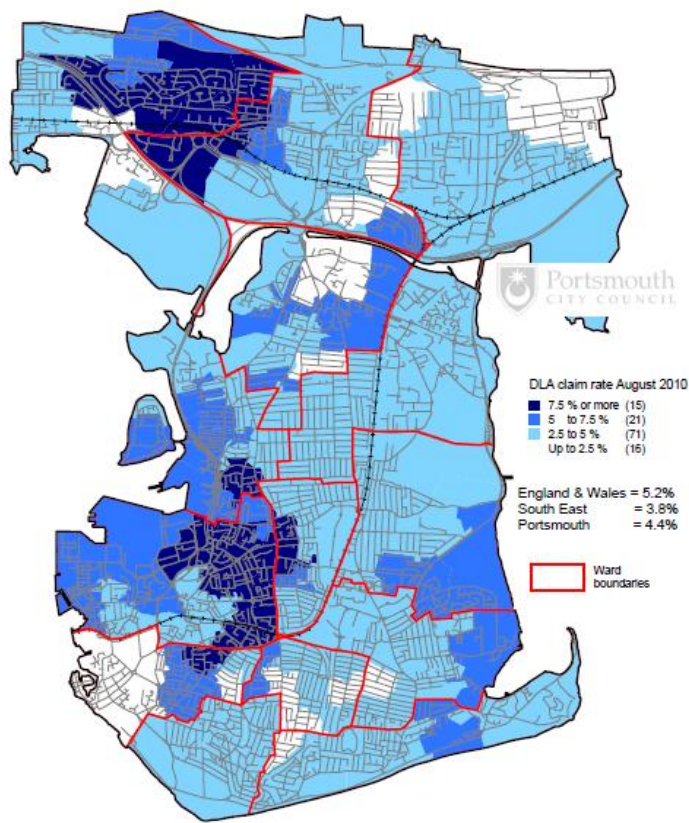 Portsmouth
CITY COUNCIL
DLA claim rate August 2010
7.5 % or more (15)
5 to 7.5 % (21)
2.5 to 5 % (71)
Up to 2.5 % (16)
England & Wales = 5.2%
South East = 3.8%
Portsmouth = 4.4%
Ward
boundaries